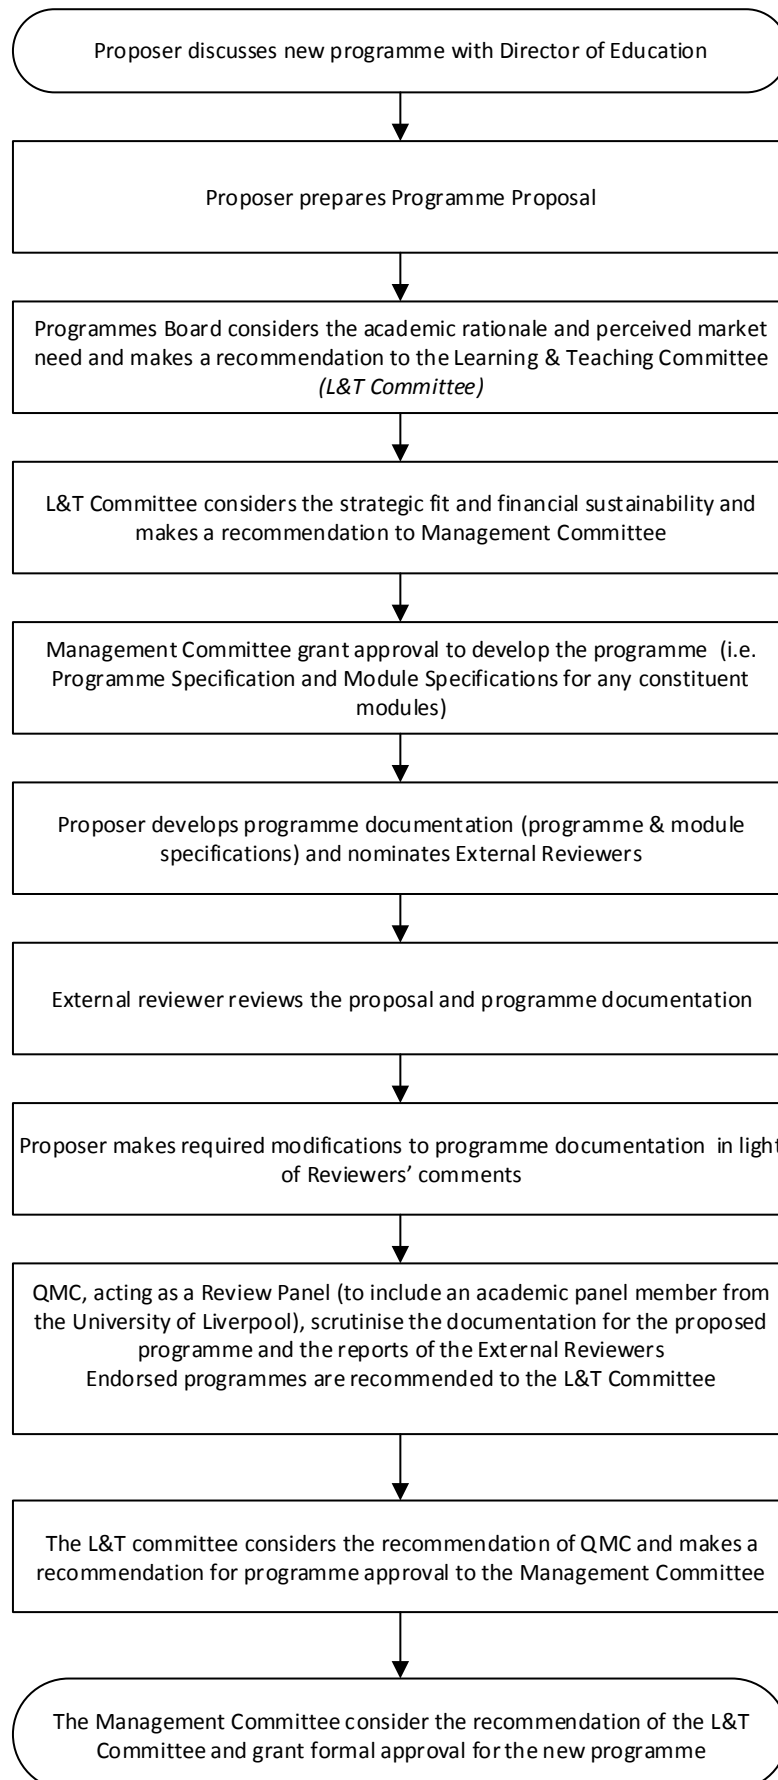 Proposer discusses new programme with Director of Education
Proposer prepares Programme Proposal
Programmes Board considers the academic rationale and perceived market
need and makes a recommendation to the Learning & Teaching Committee
(L&T Committee)
L&T Committee considers the strategic fit and financial sustainability and
makes a recommendation to Management Committee
Management Committee grant approval to develop the programme (i.e.
Programme Specification and Module Specifications for any constituent
modules)
Proposer develops programme documentation (programme & module
specifications) and nominates External Reviewers
External reviewer reviews the proposal and programme documentation
Proposer makes required modifications to programme documentation in light
of Reviewers’ comments
QMC, acting as a Review Panel (to include an academic panel member from
the University of Liverpool), scrutinise the documentation for the proposed
programme and the reports of the External Reviewers
Endorsed programmes are recommended to the L&T Committee
The L&T committee considers the recommendation of QMC and makes a
recommendation for programme approval to the Management Committee
The Management Committee consider the recommendation of the L&T
Committee and grant formal approval for the new programme